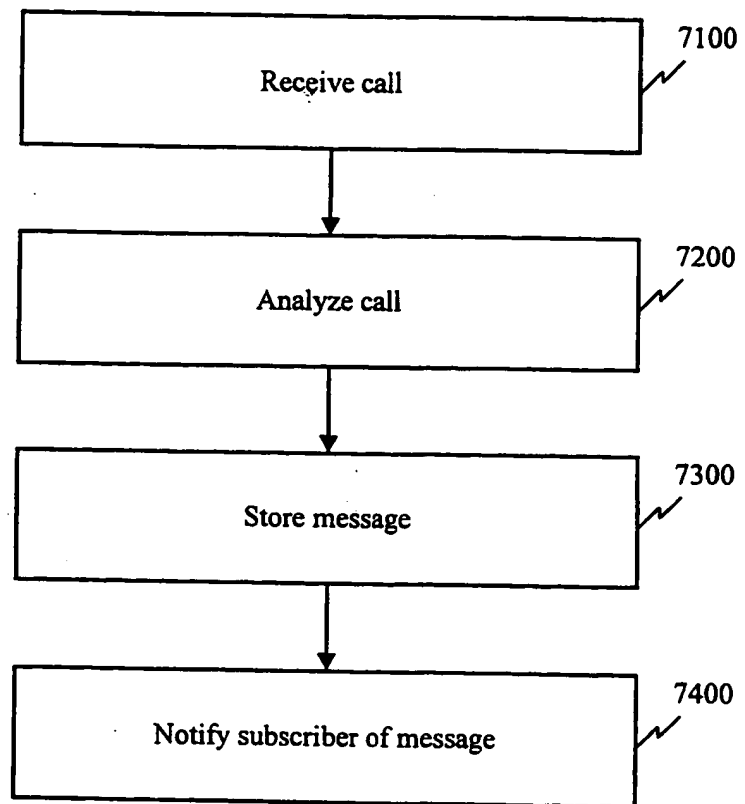 7100
Receive call
7200
Analyze call
7300
Store message
7400
Notify subscriber of message